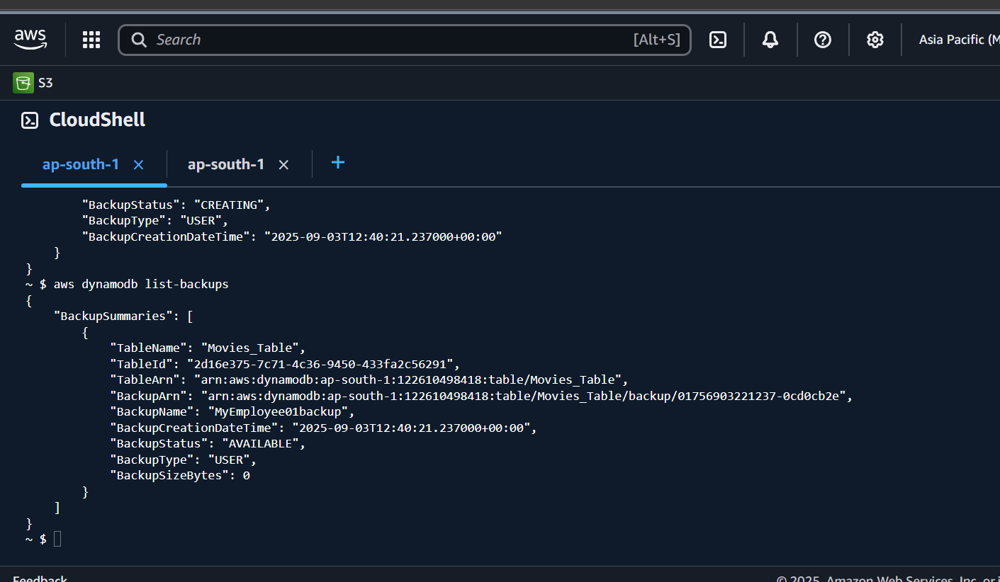 aws
Search [Alt+S]
Asia Pacific (M
S3
CloudShell
ap-south-1
ap-south-1
"BackupStatus": "CREATING",
"BackupType": "USER",
"BackupCreationDateTime": "2025-09-03T12:40:21.237000+00:00"
}
}
~ $ aws dynamodb list-backups
{
"BackupSummaries": [
{
"TableName": "Movies_Table",
"TableId": "2d16e375-7c71-4c36-9450-433fa2c56291",
"TableArn": "arn:aws:dynamodb:ap-south-1:122610498418:table/Movies_Table",
"BackupArn": "arn:aws:dynamodb:ap-south-1:122610498418:table/Movies_Table/backup/01756903221237-0cd0cb2e",
"BackupName": "MyEmployee01backup",
"BackupCreationDateTime": "2025-09-03T12:40:21.237000+00:00",
"BackupStatus": "AVAILABLE",
"BackupType": "USER",
"BackupSizeBytes": 0
}
]
}
~ $
Feedback
© 2025, Amazon Web Services, Inc. or i